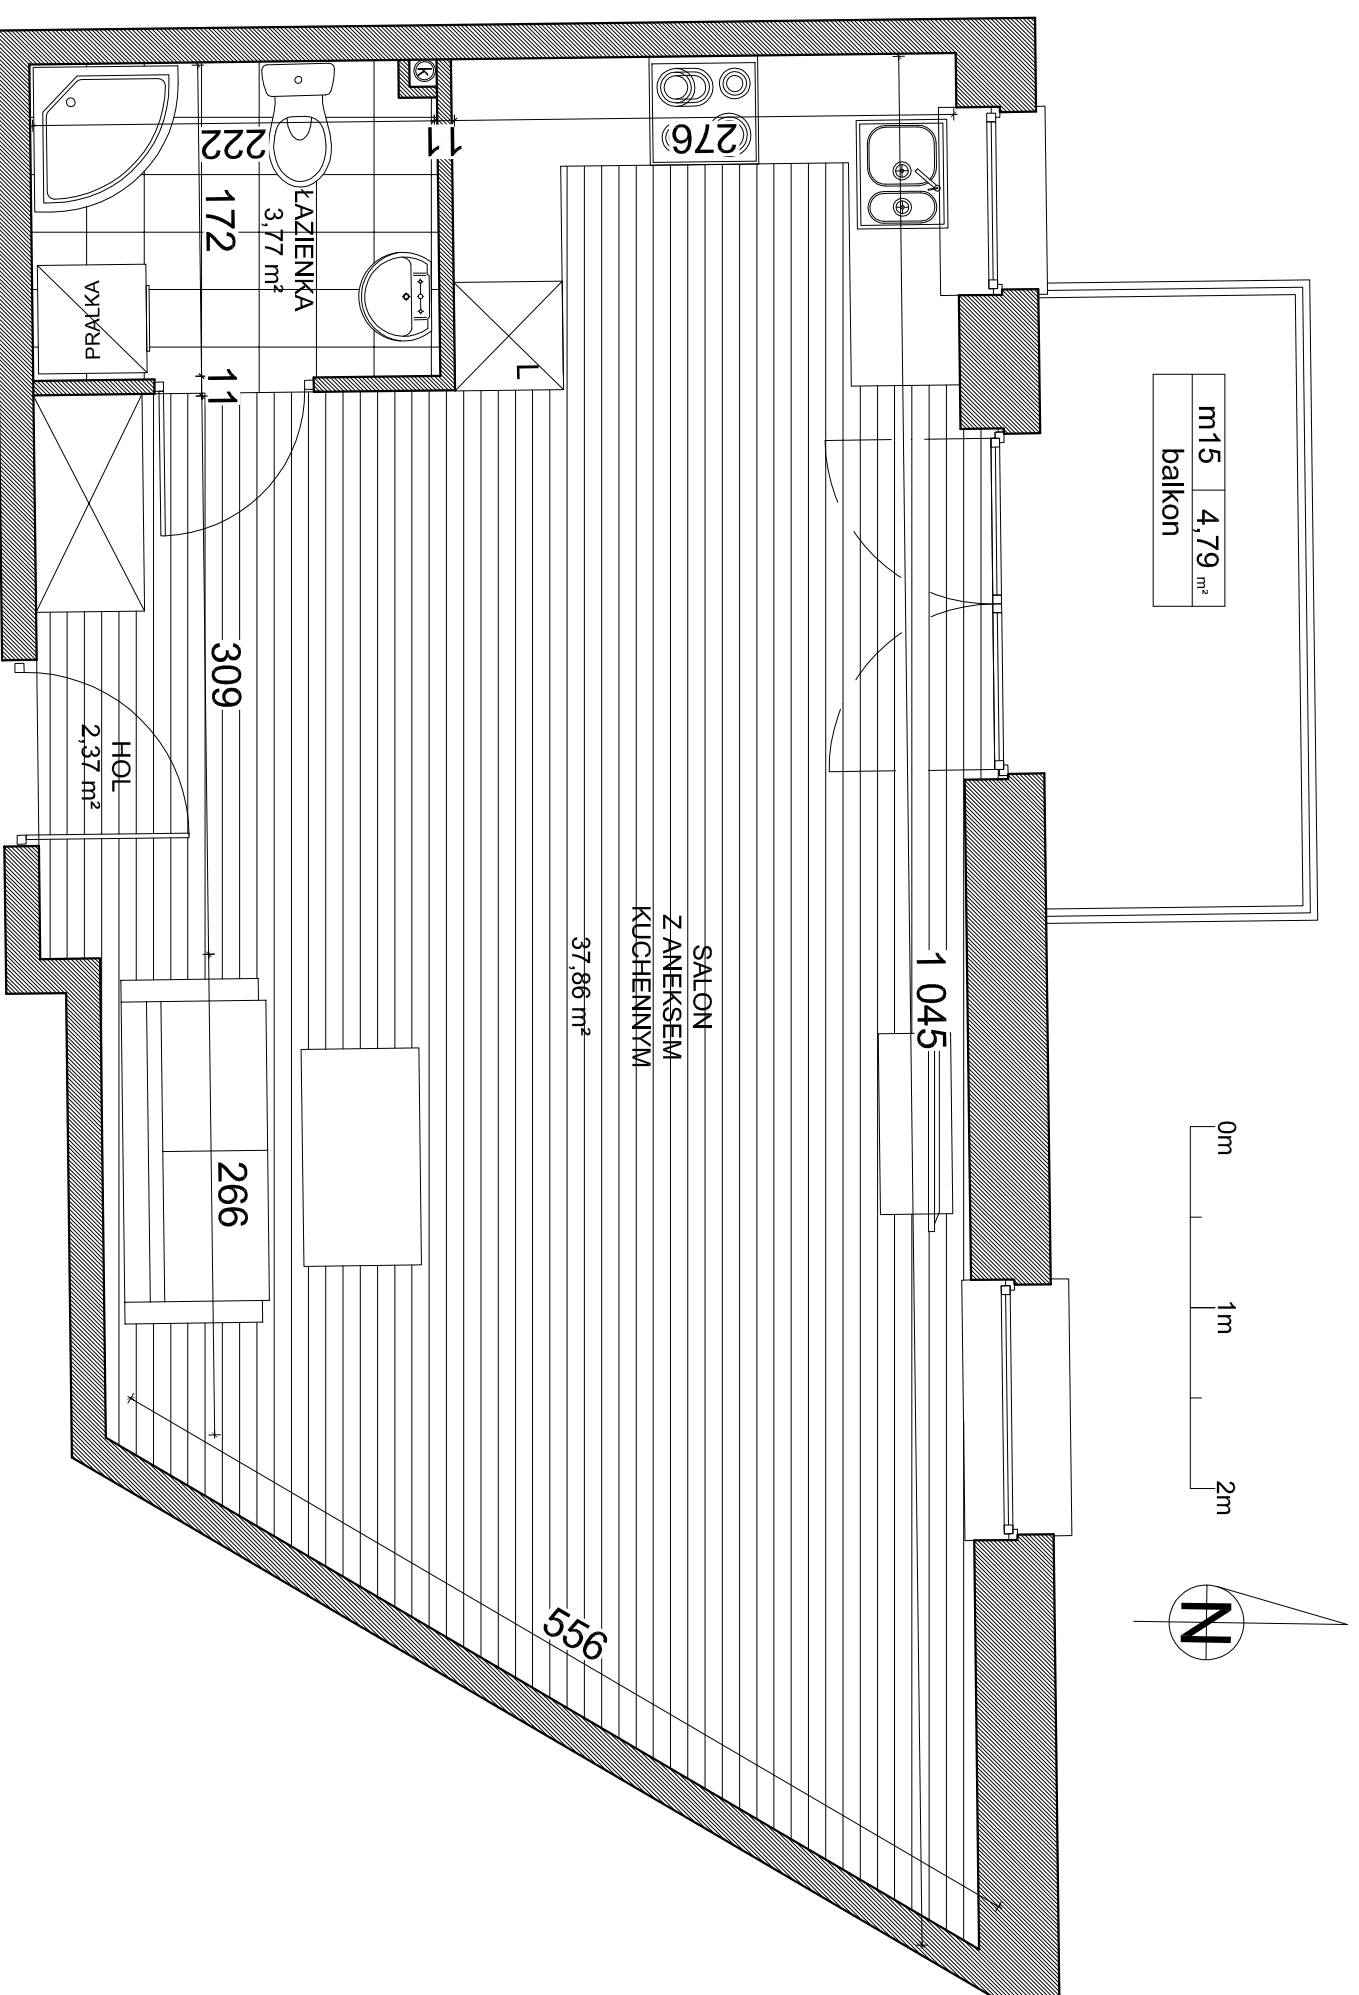 m15 4,79 m²
balkon
0m 1m 2m
N
1 045
276
11
222
172
11
309
266
556
k
L
ŁAZIENKA
3,77 m²
PRALKA
HOL
2,37 m²
SALON
Z ANEKSEM
KUCHENNYM
37,86 m²